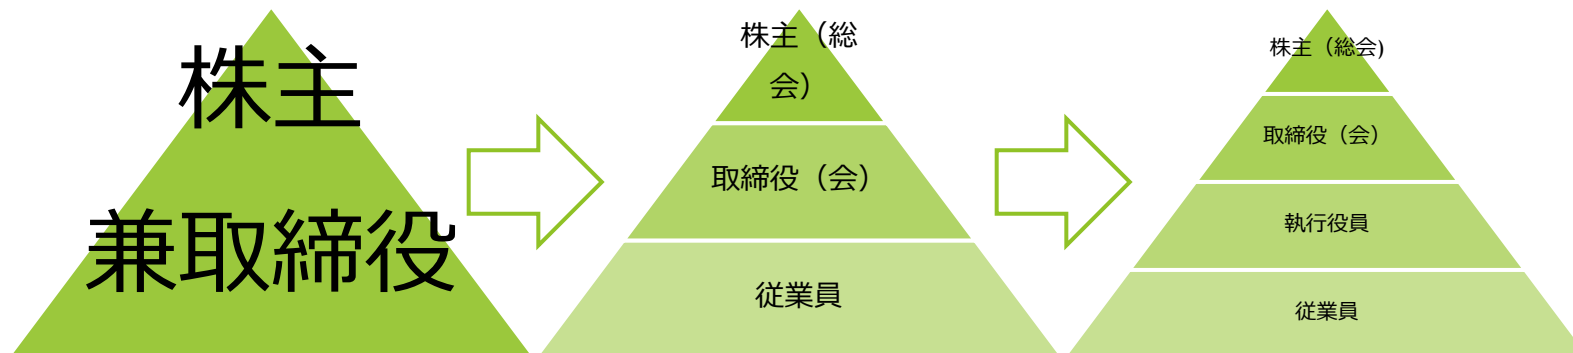 株主
兼取締役
株主（総
会）
取締役（会）
従業員
株主（総会)
取締役（会）
執行役員
従業員